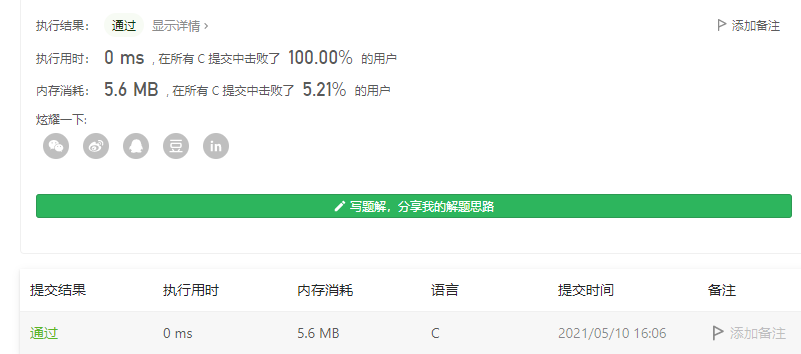 执行结果： 通过 显示详情 › 添加备注
执行用时： 0 ms , 在所有 C 提交中击败了 100.00% 的用户
内存消耗： 5.6 MB , 在所有 C 提交中击败了 5.21% 的用户
炫耀一下:
豆 in
写题解，分享我的解题思路
提交结果 执行用时 内存消耗 语言 提交时间 备注
通过 0 ms 5.6 MB C 2021/05/10 16:06 添加备注